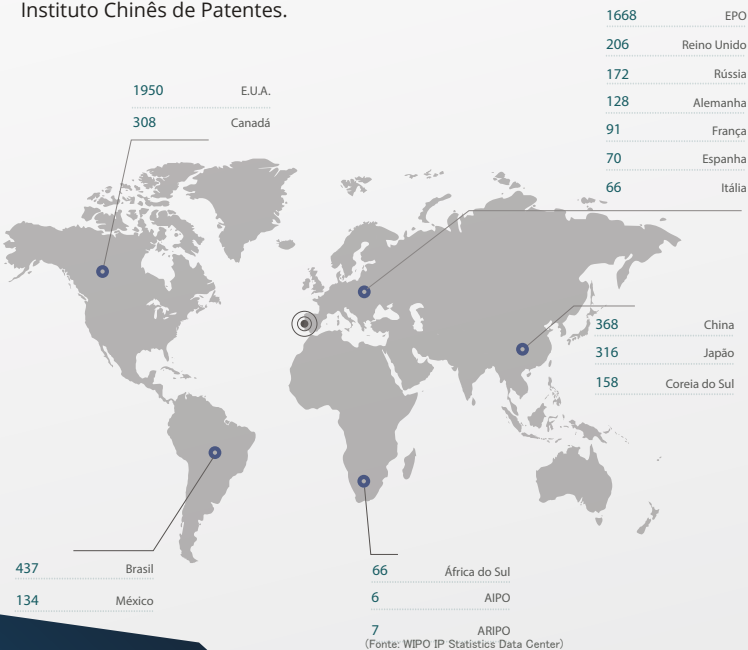 Instituto Chinês de Patentes.
1668 EPO
206 Reino Unido
172 Rússia
128 Alemanha
91 França
70 Espanha
66 Itália
1950 E.U.A.
308 Canadá
368 China
316 Japão
158 Coreia do Sul
437 Brasil
134 México
66 África do Sul
6 AIPO
7 ARIPO
(Fonte: WIPO IP Statistics Data Center)